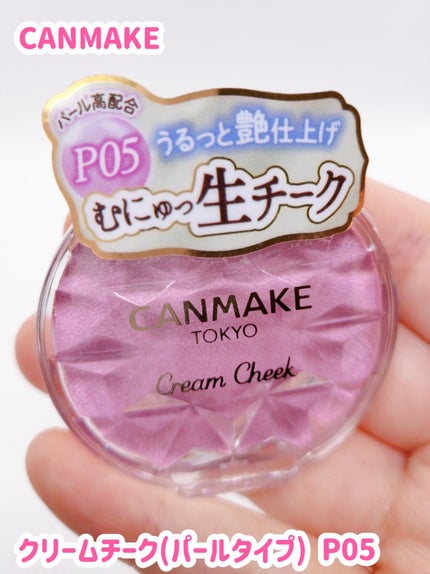 CANMAKE
パール高配合
P05
うるっと艶仕上げ
むにゅっ生チーク
CANMAKE
TOKYO
Cream Cheek
クリームチーク(パールタイプ) P05